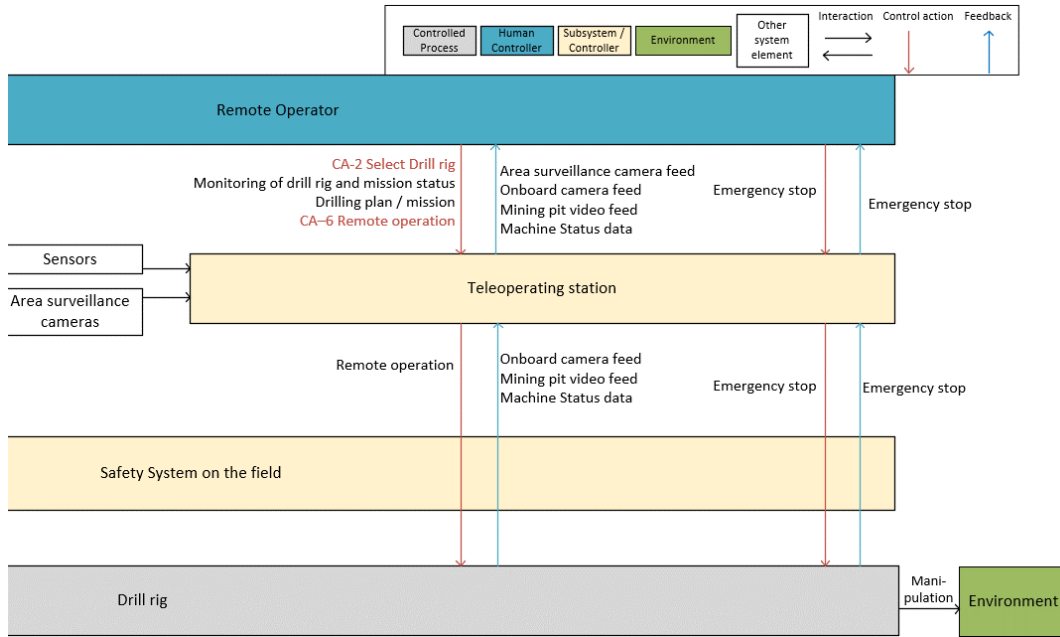 Controlled
Process
Human
Controller
Subsystem /
Controller
Environment
Other
system
element
Interaction
Control action
Feedback
Remote Operator
CA-2 Select Drill rig
Monitoring of drill rig and mission status
Drilling plan / mission
CA–6 Remote operation
Area surveillance camera feed
Onboard camera feed
Mining pit video feed
Machine Status data
Emergency stop
Emergency stop
Sensors
Area surveillance
cameras
Teleoperating station
Remote operation
Onboard camera feed
Mining pit video feed
Machine Status data
Emergency stop
Emergency stop
Safety System on the field
Drill rig
Mani-
pulation
Environment